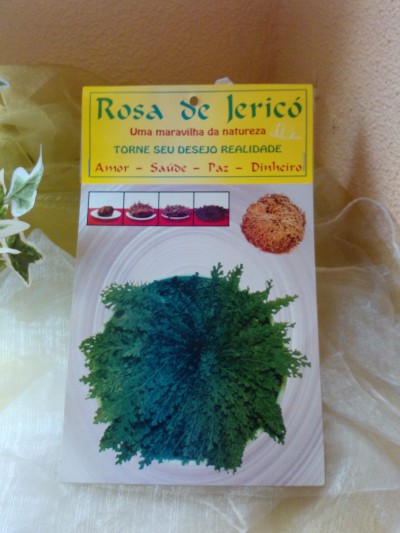 Rosa de Jericó
Uma maravilha da natureza
TORNE SEU DESEJO REALIDADE
Amor - Saúde - Paz - Dinheiro